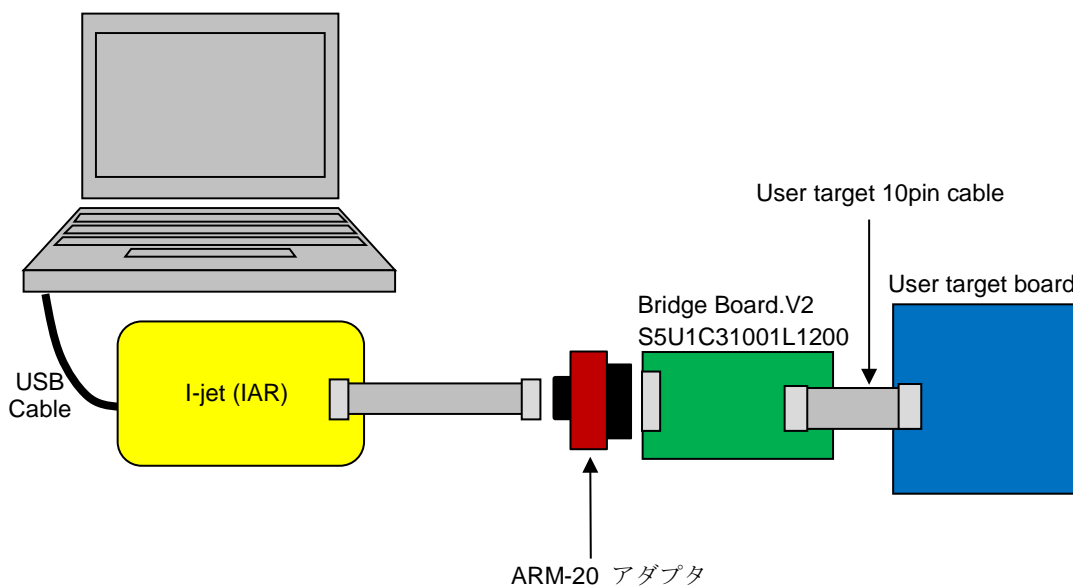 User target 10pin cable
User target board
Bridge Board.V2
S5U1C31001L1200
I-jet (IAR)
USB
Cable
ARM-20 アダプタ